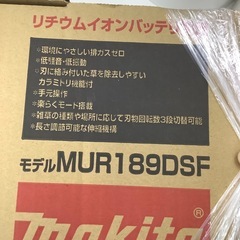 リチウムイオンバッテ
•環境にやさしい排ガスゼロ
•低騒音・低振動
•刃に組み付いた草を除去しやすい
カラミトリ機能付
•手元操作
•楽らくモード搭載
•雑草の種類や場所に応じて刃物回転数3段切替可能
•長さ調節可能な伸縮機構
モデルMUR189DSF
makita